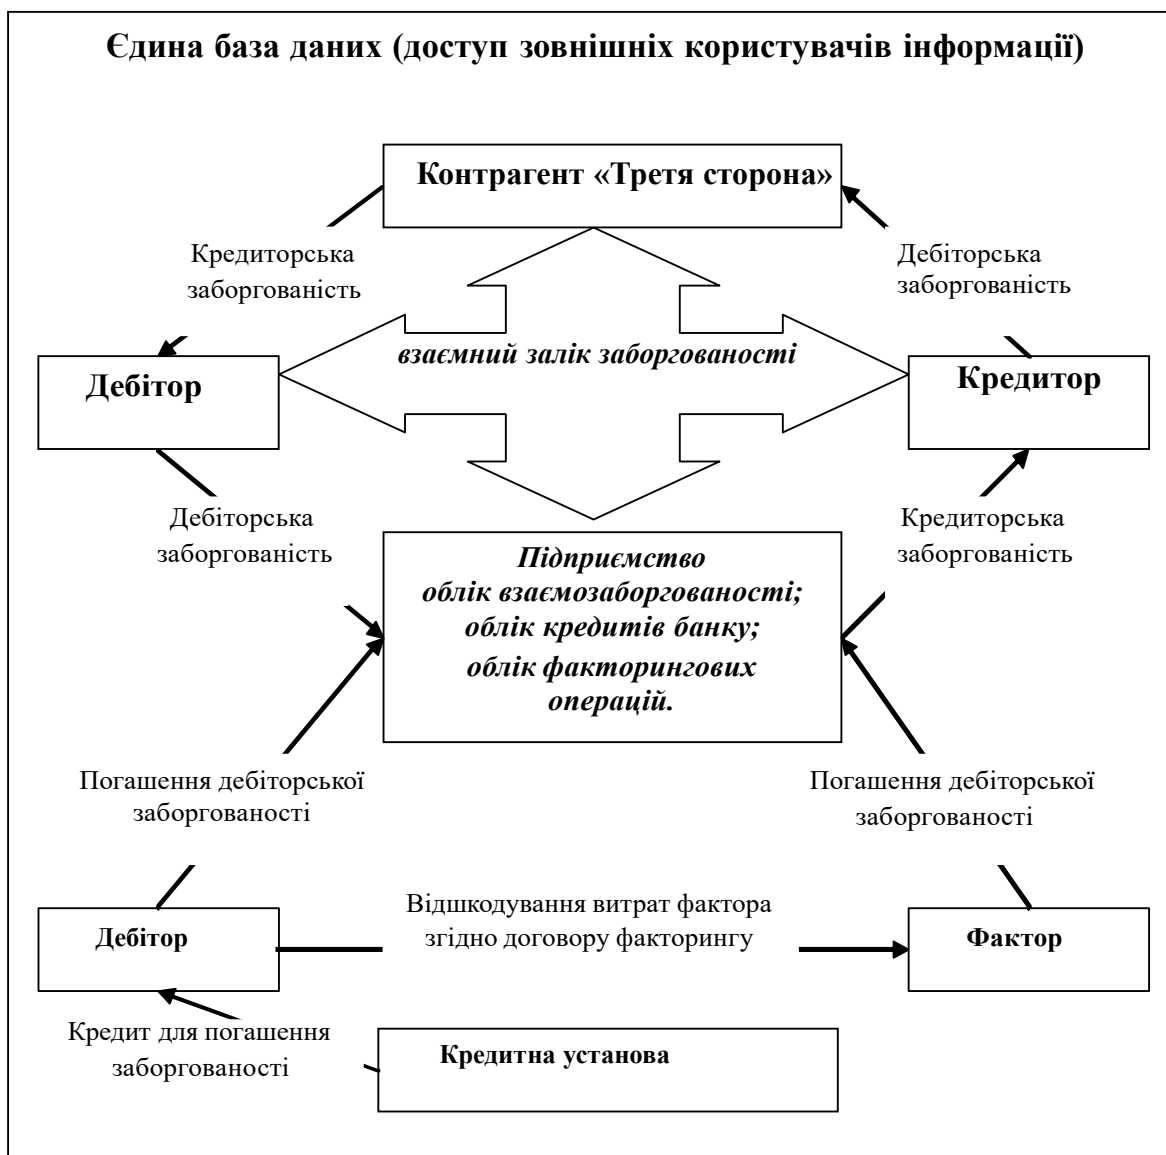 Єдина база даних (доступ зовнішніх користувачів інформації)
Контрагент «Третя сторона»
Кредиторська
заборгованість
Дебіторська
заборгованість
взаємний залік заборгованості
Дебітор
Кредитор
Дебіторська
заборгованість
Кредиторська
заборгованість
Підприємство
облік взаємозаборгованості;
облік кредитів банку;
облік факторингових
операцій.
Погашення дебіторської
заборгованості
Погашення дебіторської
заборгованості
Відшкодування витрат фактора
згідно договору факторингу
Дебітор
Фактор
Кредит для погашення
заборгованості
Кредитна установа